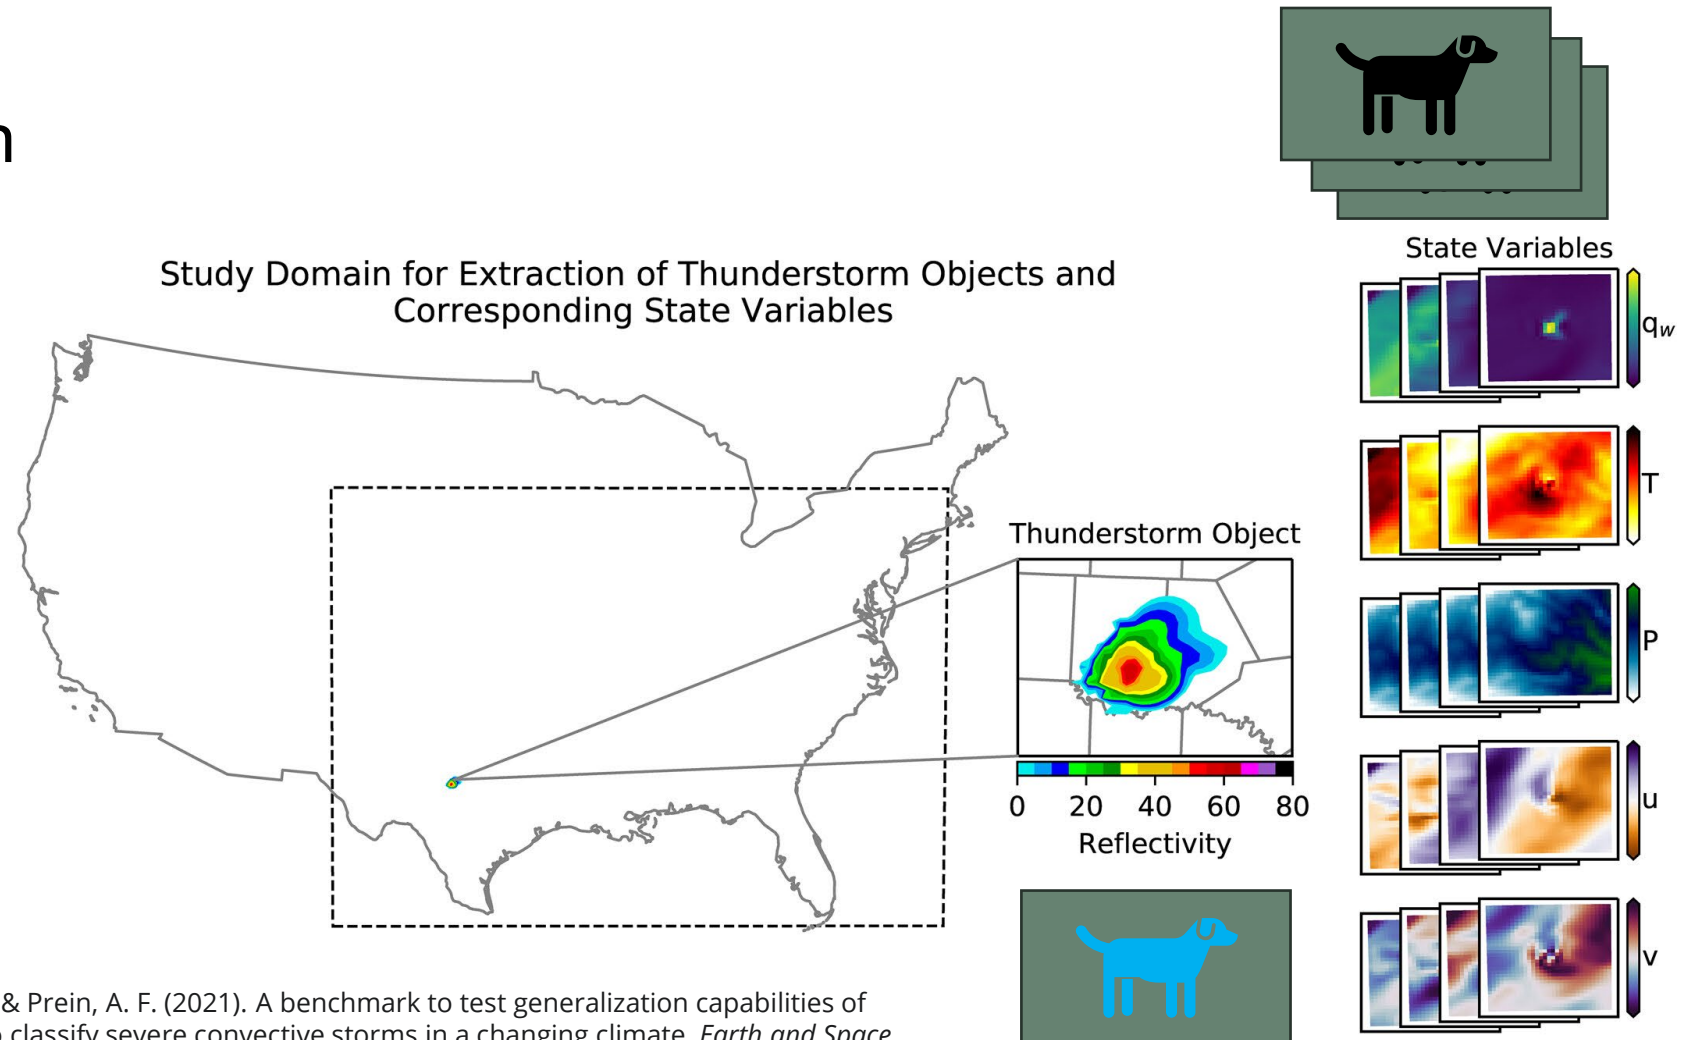 Study Domain for Extraction of Thunderstorm Objects and
Corresponding State Variables
State Variables
q_w
T
P
u
v
Thunderstorm Object
0 20 40 60 80
Reflectivity
& Prein, A. F. (2021). A benchmark to test generalization capabilities of
classify severe convective storms in a changing climate. Earth and Space